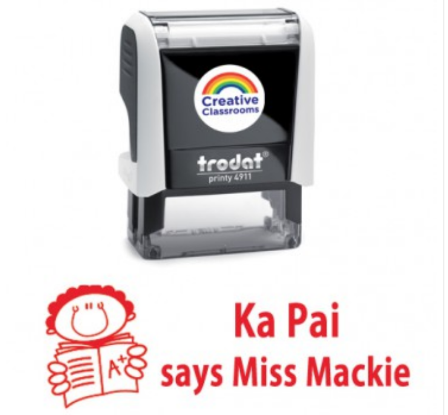 Creative
Classrooms
trodat
printy 4911
A+
Ka Pai
says Miss Mackie